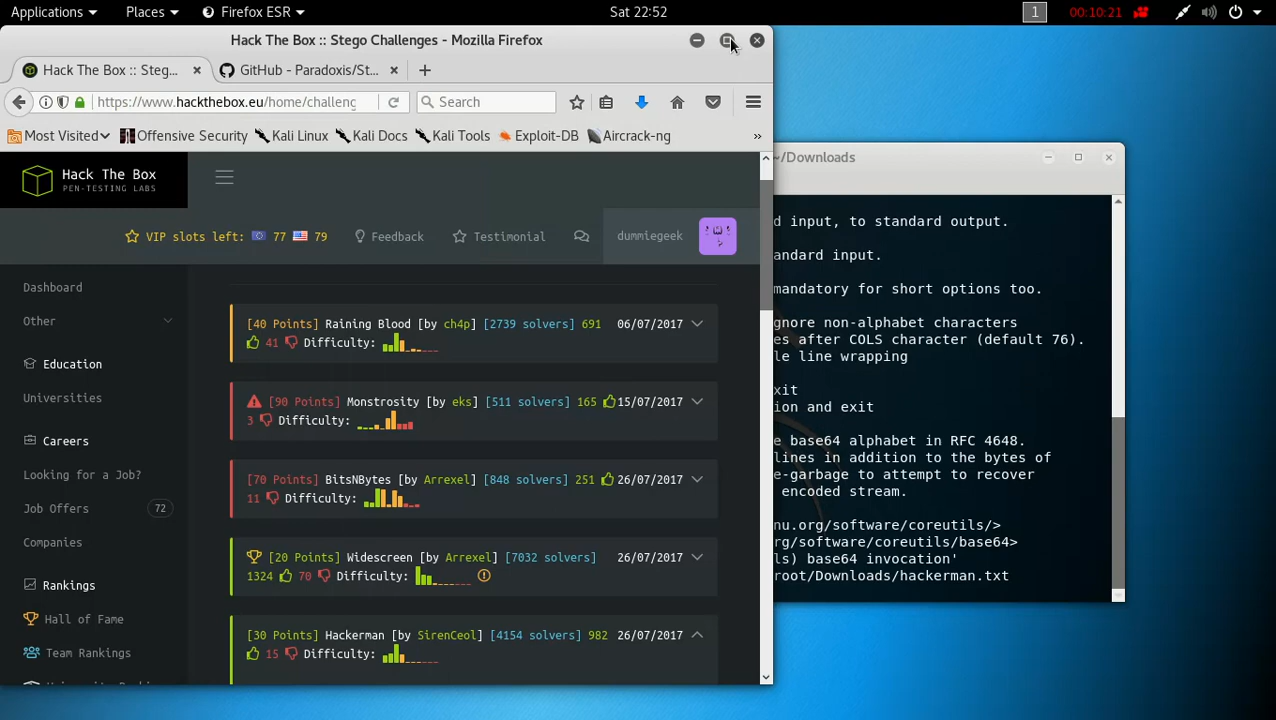 Applications Places Firefox ESR Sat 22:52 1 00:10:21
Hack The Box :: Stego Challenges - Mozilla Firefox
Hack The Box :: Steg... GitHub - Paradoxis/St...
https://www.hackthebox.eu/home/challeng Search
Most Visited Offensive Security Kali Linux Kali Docs Kali Tools Exploit-DB Aircrack-ng »
Hack The Box
PEN-TESTING LABS
VIP slots left: 77 79 Feedback Testimonial dummiegeek
Dashboard
Other
Education
Universities
Careers
Looking for a Job?
Job Offers 72
Companies
Rankings
Hall of Fame
Team Rankings
[40 Points] Raining Blood [by ch4p] [2739 solvers] 691 06/07/2017
41 Difficulty:
[90 Points] Monstrosity [by eks] [511 solvers] 165 15/07/2017
3 Difficulty:
[70 Points] BitsNBytes [by Arrexel] [848 solvers] 251 26/07/2017
11 Difficulty:
[20 Points] Widescreen [by Arrexel] [7032 solvers] 26/07/2017
1324 70 Difficulty:
[30 Points] Hackerman [by SirenCeol] [4154 solvers] 982 26/07/2017
15 Difficulty:
~/Downloads
d input, to standard output.
andard input.
mandatory for short options too.
gnore non-alphabet characters
es after COLS character (default 76).
le line wrapping
xit
ion and exit
e base64 alphabet in RFC 4648.
lines in addition to the bytes of
e-garbage to attempt to recover
encoded stream.
nu.org/software/coreutils/>
rg/software/coreutils/base64>
ls) base64 invocation'
root/Downloads/hackerman.txt